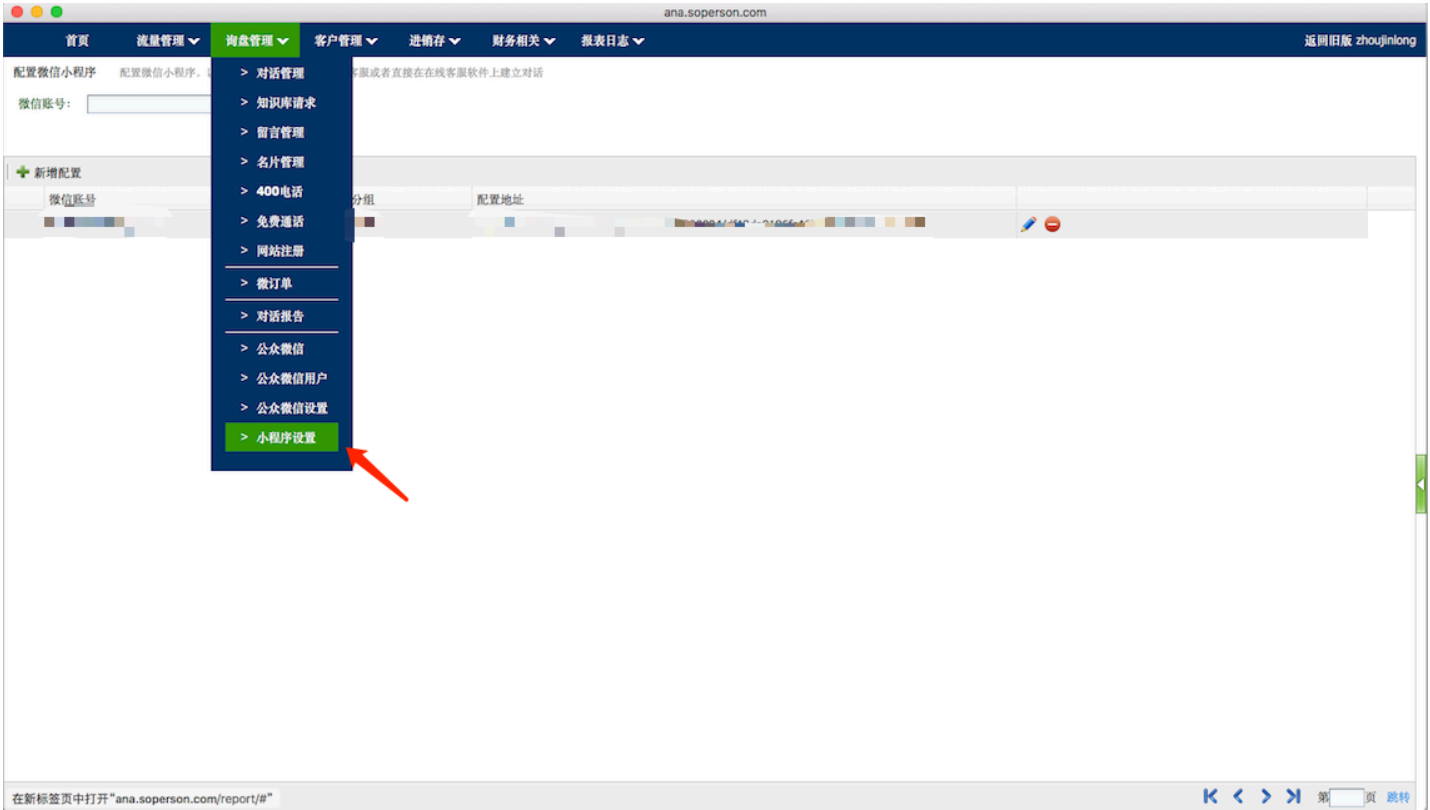 ana.soperson.com
首页 流量管理 询盘管理 客户管理 进销存 财务相关 报表日志 返回旧版 zhoujinlong
配置微信小程序 配置微信小程序, 客服或者直接在在线客服软件上建立对话
微信账号:
> 对话管理
> 知识库请求
> 留言管理
> 名片管理
> 400电话
> 免费通话
> 网站注册
> 微订单
> 对话报告
> 公众微信
> 公众微信用户
> 公众微信设置
> 小程序设置
新增配置
微信账号 分组 配置地址
在新标签页中打开"ana.soperson.com/report/#"
第 页 跳转